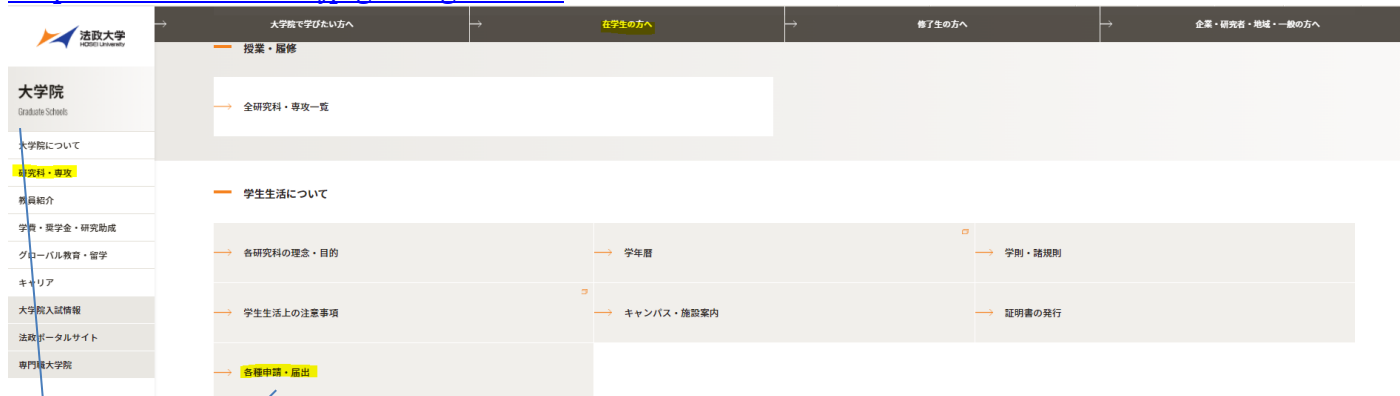 → 大学院で学びたい方へ → 在学生の方へ → 修了生の方へ → 企業・研究者・地域・一般の方へ
法政大学
HOSEI University
大学院
Graduate Schools
大学院について
研究科・専攻
教員紹介
学費・奨学金・研究助成
グローバル教育・留学
キャリア
大学院入試情報
法政ポータルサイト
専門職大学院
授業・履修
→ 全研究科・専攻一覧
学生生活について
→ 各研究科の理念・目的 → 学年暦 → 学則・諸規則
→ 学生生活上の注意事項 → キャンパス・施設案内 → 証明書の発行
→ 各種申請・届出